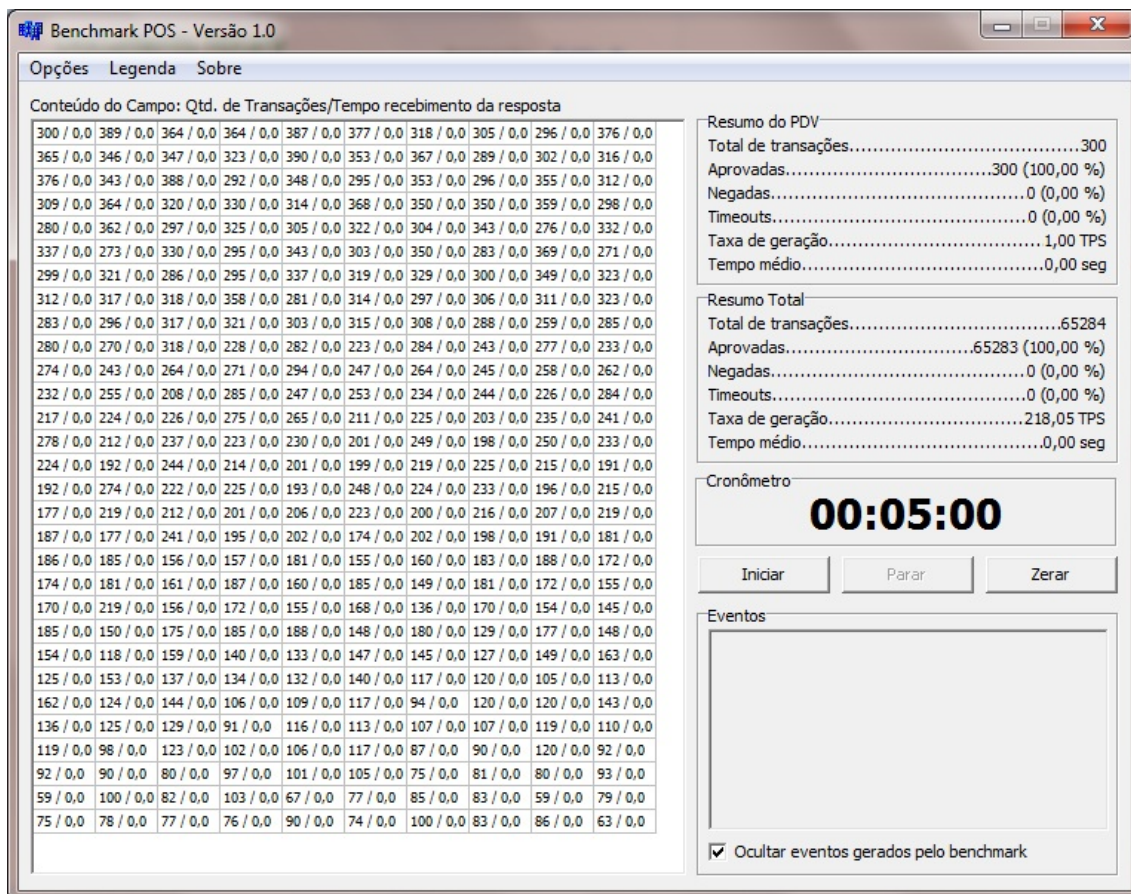 Benchmark POS - Versão 1.0
Opções Legenda Sobre
Conteúdo do Campo: Qtd. de Transações/Tempo recebimento da resposta
300 / 0,0 389 / 0,0 364 / 0,0 364 / 0,0 387 / 0,0 377 / 0,0 318 / 0,0 305 / 0,0 296 / 0,0 376 / 0,0
365 / 0,0 346 / 0,0 347 / 0,0 323 / 0,0 390 / 0,0 353 / 0,0 367 / 0,0 289 / 0,0 302 / 0,0 316 / 0,0
376 / 0,0 343 / 0,0 388 / 0,0 292 / 0,0 348 / 0,0 295 / 0,0 353 / 0,0 296 / 0,0 355 / 0,0 312 / 0,0
309 / 0,0 364 / 0,0 320 / 0,0 330 / 0,0 314 / 0,0 368 / 0,0 350 / 0,0 350 / 0,0 359 / 0,0 298 / 0,0
280 / 0,0 362 / 0,0 297 / 0,0 325 / 0,0 305 / 0,0 322 / 0,0 304 / 0,0 343 / 0,0 276 / 0,0 332 / 0,0
337 / 0,0 273 / 0,0 330 / 0,0 295 / 0,0 343 / 0,0 303 / 0,0 350 / 0,0 283 / 0,0 369 / 0,0 271 / 0,0
299 / 0,0 321 / 0,0 286 / 0,0 295 / 0,0 337 / 0,0 319 / 0,0 329 / 0,0 300 / 0,0 349 / 0,0 323 / 0,0
312 / 0,0 317 / 0,0 318 / 0,0 358 / 0,0 281 / 0,0 314 / 0,0 297 / 0,0 306 / 0,0 311 / 0,0 323 / 0,0
283 / 0,0 296 / 0,0 317 / 0,0 321 / 0,0 303 / 0,0 315 / 0,0 308 / 0,0 288 / 0,0 259 / 0,0 285 / 0,0
280 / 0,0 270 / 0,0 318 / 0,0 228 / 0,0 282 / 0,0 223 / 0,0 284 / 0,0 243 / 0,0 277 / 0,0 233 / 0,0
274 / 0,0 243 / 0,0 264 / 0,0 271 / 0,0 294 / 0,0 247 / 0,0 264 / 0,0 245 / 0,0 258 / 0,0 262 / 0,0
232 / 0,0 255 / 0,0 208 / 0,0 285 / 0,0 247 / 0,0 253 / 0,0 234 / 0,0 244 / 0,0 226 / 0,0 284 / 0,0
217 / 0,0 224 / 0,0 226 / 0,0 275 / 0,0 265 / 0,0 211 / 0,0 225 / 0,0 203 / 0,0 235 / 0,0 241 / 0,0
278 / 0,0 212 / 0,0 237 / 0,0 223 / 0,0 230 / 0,0 201 / 0,0 249 / 0,0 198 / 0,0 250 / 0,0 233 / 0,0
224 / 0,0 192 / 0,0 244 / 0,0 214 / 0,0 201 / 0,0 199 / 0,0 219 / 0,0 225 / 0,0 215 / 0,0 191 / 0,0
192 / 0,0 274 / 0,0 222 / 0,0 225 / 0,0 193 / 0,0 248 / 0,0 224 / 0,0 233 / 0,0 196 / 0,0 215 / 0,0
177 / 0,0 219 / 0,0 212 / 0,0 201 / 0,0 206 / 0,0 223 / 0,0 200 / 0,0 216 / 0,0 207 / 0,0 219 / 0,0
187 / 0,0 177 / 0,0 241 / 0,0 195 / 0,0 202 / 0,0 174 / 0,0 202 / 0,0 198 / 0,0 191 / 0,0 181 / 0,0
186 / 0,0 185 / 0,0 156 / 0,0 157 / 0,0 181 / 0,0 155 / 0,0 160 / 0,0 183 / 0,0 188 / 0,0 172 / 0,0
174 / 0,0 181 / 0,0 161 / 0,0 187 / 0,0 160 / 0,0 185 / 0,0 149 / 0,0 181 / 0,0 172 / 0,0 155 / 0,0
170 / 0,0 219 / 0,0 156 / 0,0 172 / 0,0 155 / 0,0 168 / 0,0 136 / 0,0 170 / 0,0 154 / 0,0 145 / 0,0
185 / 0,0 150 / 0,0 175 / 0,0 185 / 0,0 188 / 0,0 148 / 0,0 180 / 0,0 129 / 0,0 177 / 0,0 148 / 0,0
154 / 0,0 118 / 0,0 159 / 0,0 140 / 0,0 133 / 0,0 147 / 0,0 145 / 0,0 127 / 0,0 149 / 0,0 163 / 0,0
125 / 0,0 153 / 0,0 137 / 0,0 134 / 0,0 132 / 0,0 140 / 0,0 117 / 0,0 120 / 0,0 105 / 0,0 113 / 0,0
162 / 0,0 124 / 0,0 144 / 0,0 106 / 0,0 109 / 0,0 117 / 0,0 94 / 0,0 120 / 0,0 120 / 0,0 143 / 0,0
136 / 0,0 125 / 0,0 129 / 0,0 91 / 0,0 116 / 0,0 113 / 0,0 107 / 0,0 107 / 0,0 119 / 0,0 110 / 0,0
119 / 0,0 98 / 0,0 123 / 0,0 102 / 0,0 106 / 0,0 117 / 0,0 87 / 0,0 90 / 0,0 120 / 0,0 92 / 0,0
92 / 0,0 90 / 0,0 80 / 0,0 97 / 0,0 101 / 0,0 105 / 0,0 75 / 0,0 81 / 0,0 80 / 0,0 93 / 0,0
59 / 0,0 100 / 0,0 82 / 0,0 103 / 0,0 67 / 0,0 77 / 0,0 85 / 0,0 83 / 0,0 59 / 0,0 79 / 0,0
75 / 0,0 78 / 0,0 77 / 0,0 76 / 0,0 90 / 0,0 74 / 0,0 100 / 0,0 83 / 0,0 86 / 0,0 63 / 0,0
Resumo do PDV
Total de transações......................................300
Aprovadas...................................300 (100,00 %)
Negadas...........................................0 (0,00 %)
Timeouts...........................................0 (0,00 %)
Taxa de geração....................................1,00 TPS
Tempo médio.........................................0,00 seg
Resumo Total
Total de transações....................................65284
Aprovadas................................65283 (100,00 %)
Negadas...........................................0 (0,00 %)
Timeouts...........................................0 (0,00 %)
Taxa de geração.................................218,05 TPS
Tempo médio.........................................0,00 seg
Cronômetro
00:05:00
Iniciar Parar Zerar
Eventos
Ocultar eventos gerados pelo benchmark